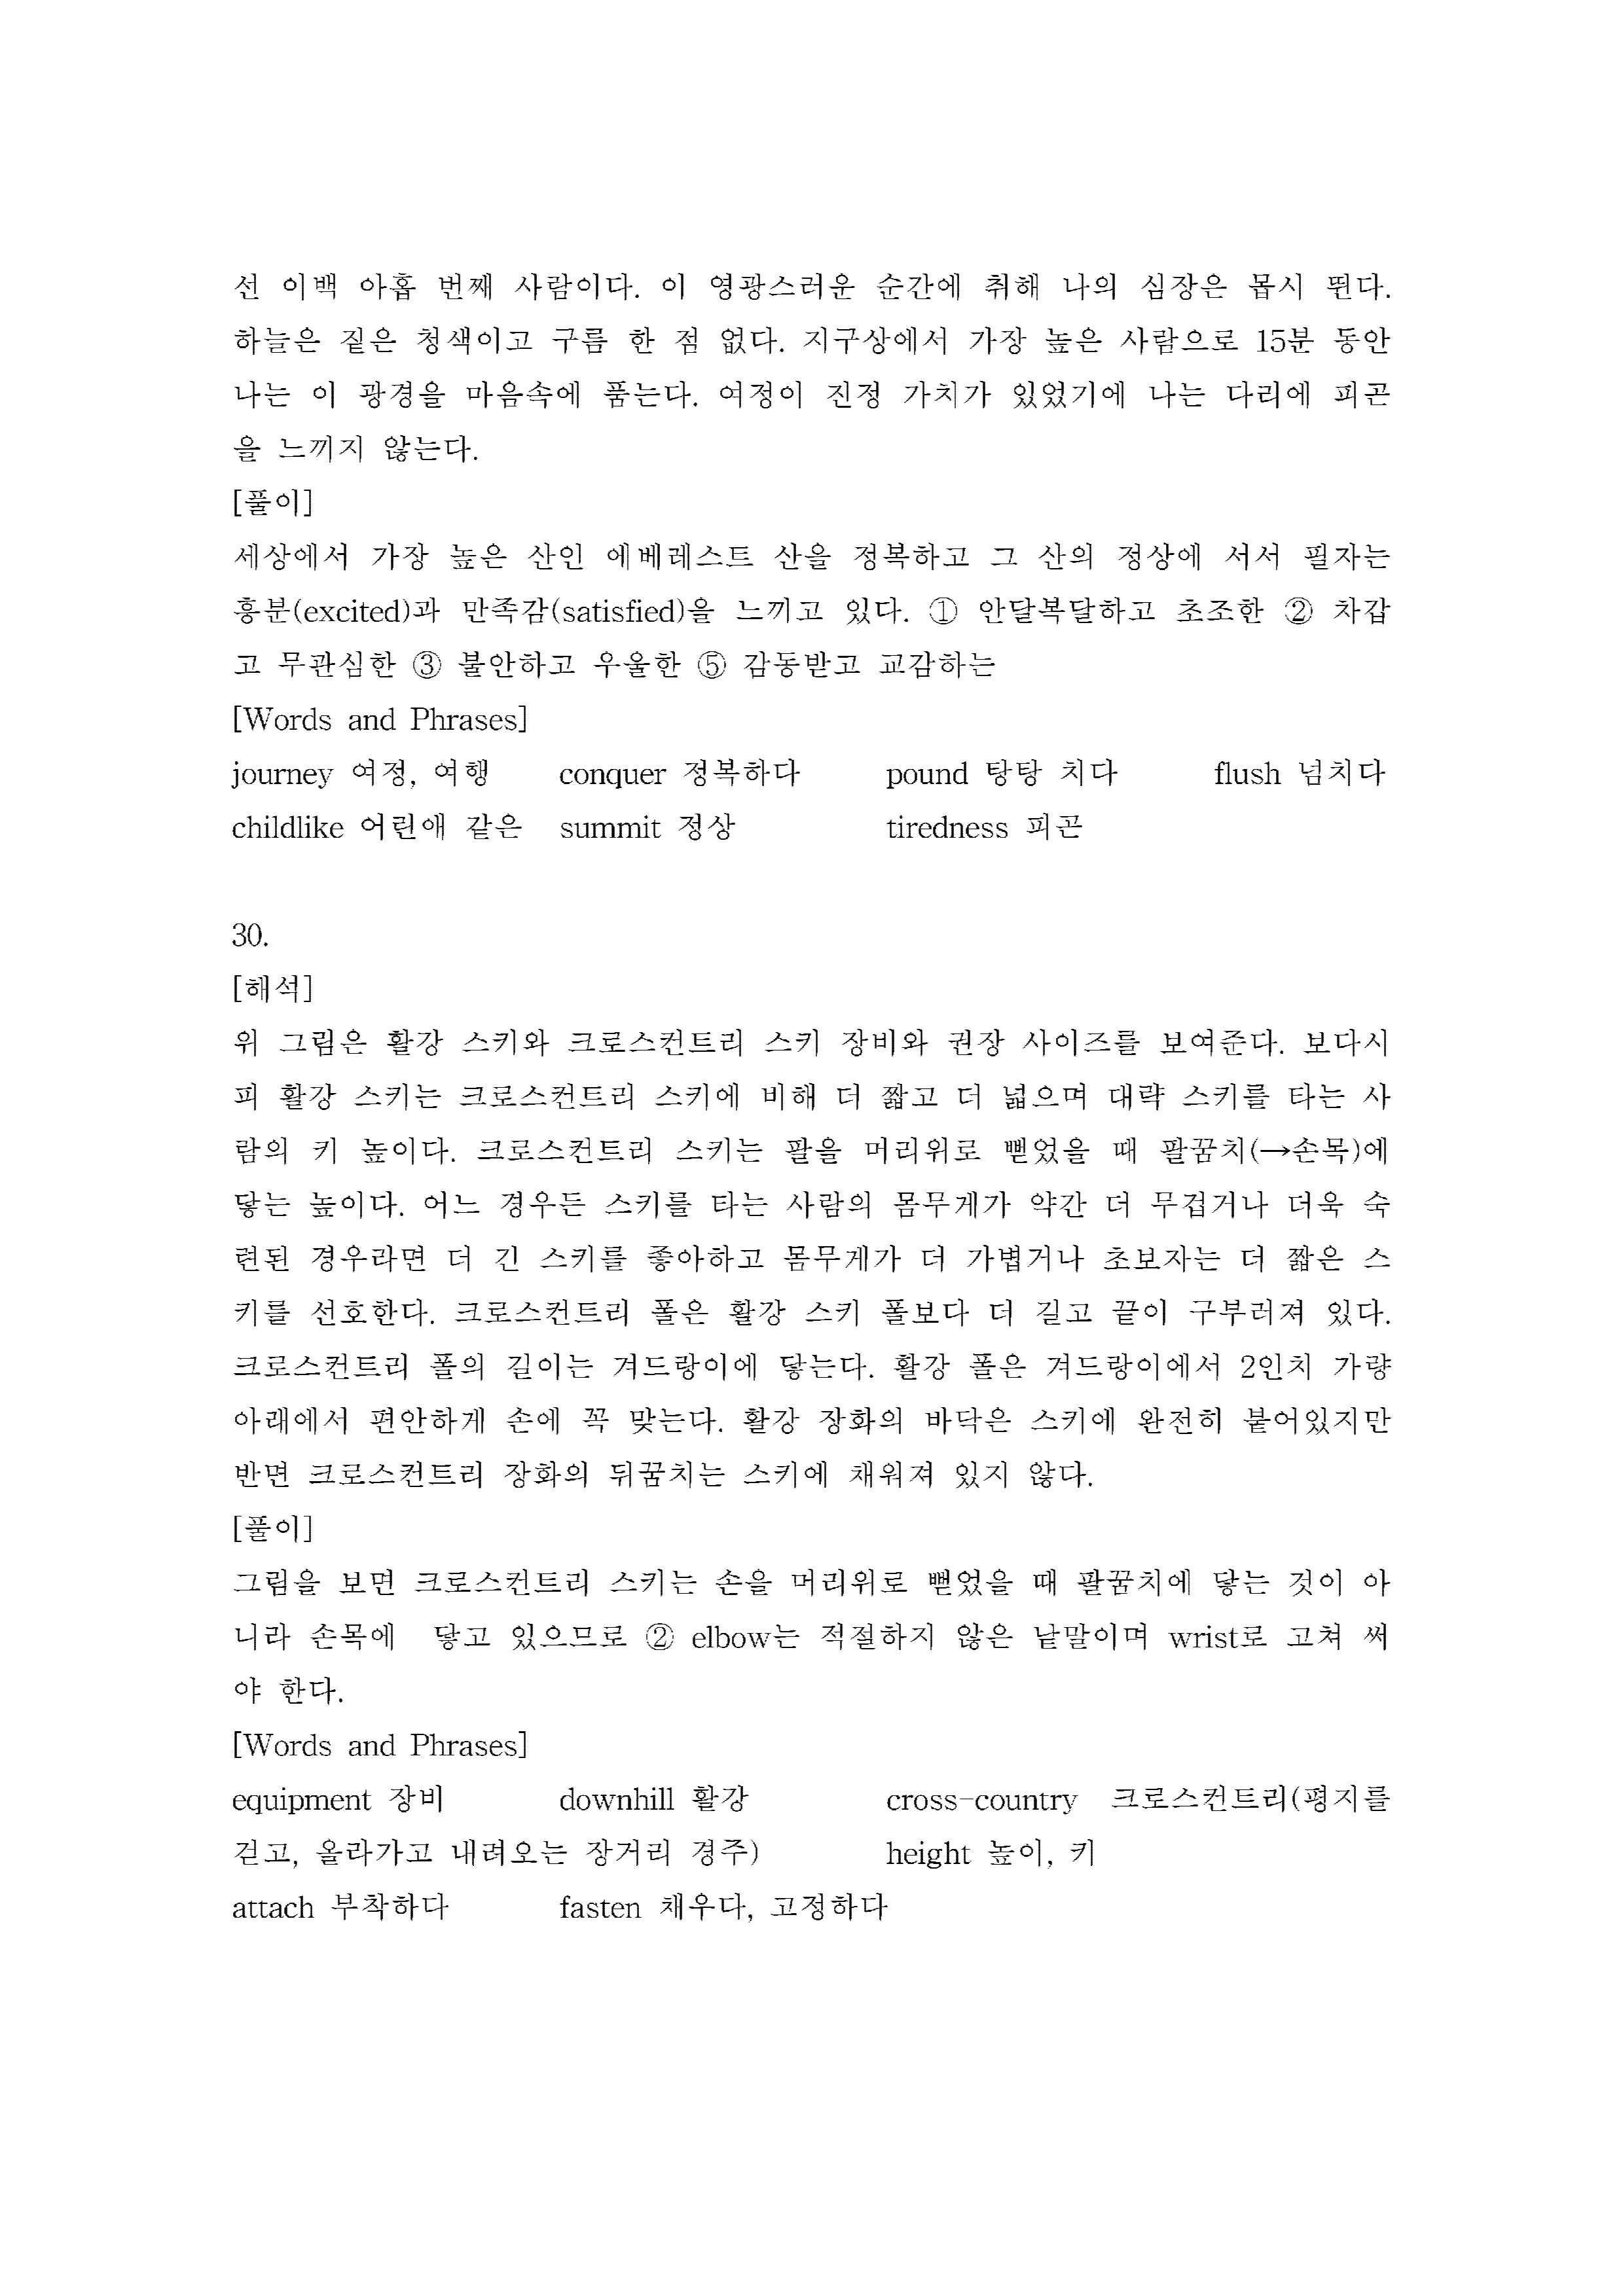 선 이백 아홉 번째 사람이다. 이 영광스러운 순간에 취해 나의 심장은 몹시 뛴다.
하늘은 짙은 청색이고 구름 한 점 없다. 지구상에서 가장 높은 사람으로 15분 동안
나는 이 광경을 마음속에 품는다. 여정이 진정 가치가 있었기에 나는 다리에 피곤
을 느끼지 않는다.
[풀이]
세상에서 가장 높은 산인 에베레스트 산을 정복하고 그 산의 정상에 서서 필자는
흥분(excited)과 만족감(satisfied)을 느끼고 있다. ① 안달복달하고 초조한 ② 차갑
고 무관심한 ③ 불안하고 우울한 ⑤ 감동받고 교감하는
[Words and Phrases]
journey 여정, 여행 conquer 정복하다 pound 탕탕 치다 flush 넘치다
childlike 어린애 같은 summit 정상 tiredness 피곤
30.
[해석]
위 그림은 활강 스키와 크로스컨트리 스키 장비와 권장 사이즈를 보여준다. 보다시
피 활강 스키는 크로스컨트리 스키에 비해 더 짧고 더 넓으며 대략 스키를 타는 사
람의 키 높이다. 크로스컨트리 스키는 팔을 머리위로 뻗었을 때 팔꿈치(→손목)에
닿는 높이다. 어느 경우든 스키를 타는 사람의 몸무게가 약간 더 무겁거나 더욱 숙
련된 경우라면 더 긴 스키를 좋아하고 몸무게가 더 가볍거나 초보자는 더 짧은 스
키를 선호한다. 크로스컨트리 폴은 활강 스키 폴보다 더 길고 끝이 구부러져 있다.
크로스컨트리 폴의 길이는 겨드랑이에 닿는다. 활강 폴은 겨드랑이에서 2인치 가량
아래에서 편안하게 손에 꼭 맞는다. 활강 장화의 바닥은 스키에 완전히 붙어있지만
반면 크로스컨트리 장화의 뒤꿈치는 스키에 채워져 있지 않다.
[풀이]
그림을 보면 크로스컨트리 스키는 손을 머리위로 뻗었을 때 팔꿈치에 닿는 것이 아
니라 손목에 닿고 있으므로 ② elbow는 적절하지 않은 낱말이며 wrist로 고쳐 써
야 한다.
[Words and Phrases]
equipment 장비 downhill 활강 cross-country 크로스컨트리(평지를
걷고, 올라가고 내려오는 장거리 경주) height 높이, 키
attach 부착하다 fasten 채우다, 고정하다